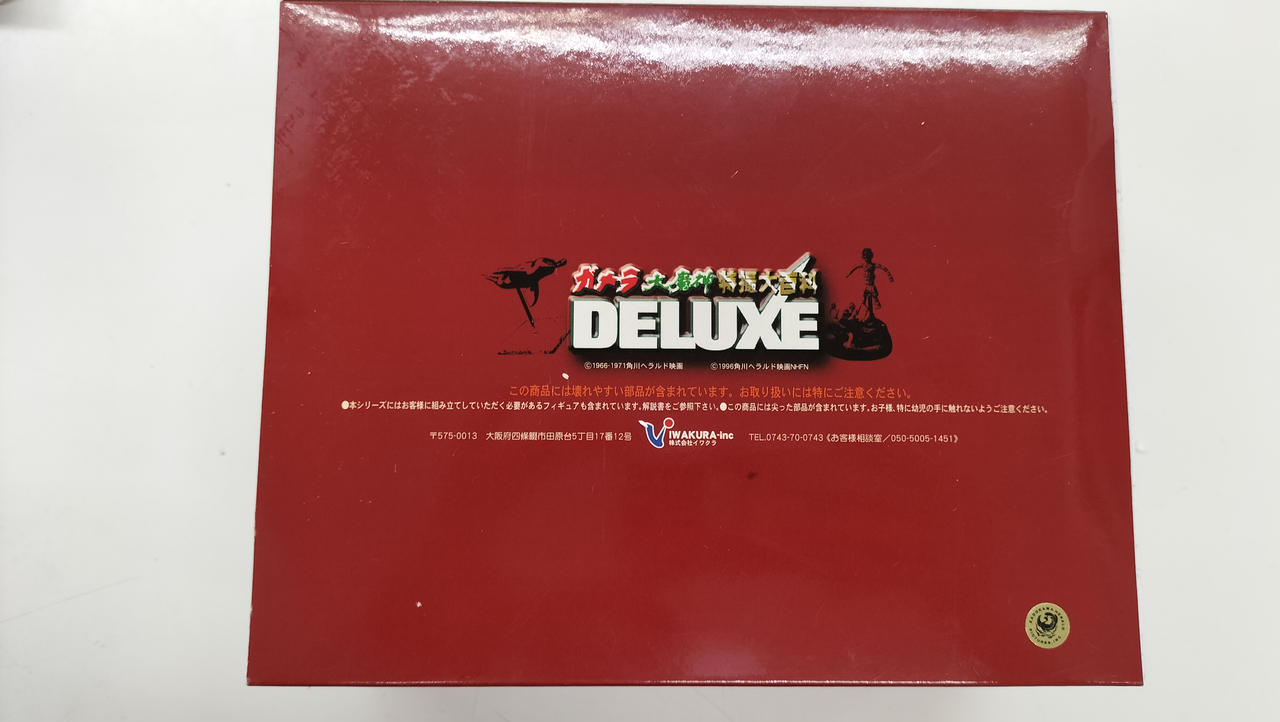 ガメラ 大魔神 特撮大百科
DELUXE
©1966-1971角川ヘラルド映画 ©1996角川ヘラルド映画NHFN
この商品には壊れやすい部品が含まれています。お取り扱いには特にご注意ください。
●本シリーズにはお客様に組み立てしていただく必要があるフィギュアも含まれています。解説書をご参照下さい。●この商品には尖った部品が含まれています。お子様、特に幼児の手に触れないようご注意ください。
〒575-0013 大阪府四條畷市田原台5丁目17番12号 IWAKURA-inc TEL.0743-70-0743《お客様相談室／050-5005-1451》
株式会社イワクラ
KADOKAWA HERALD
PICTURES, INC.